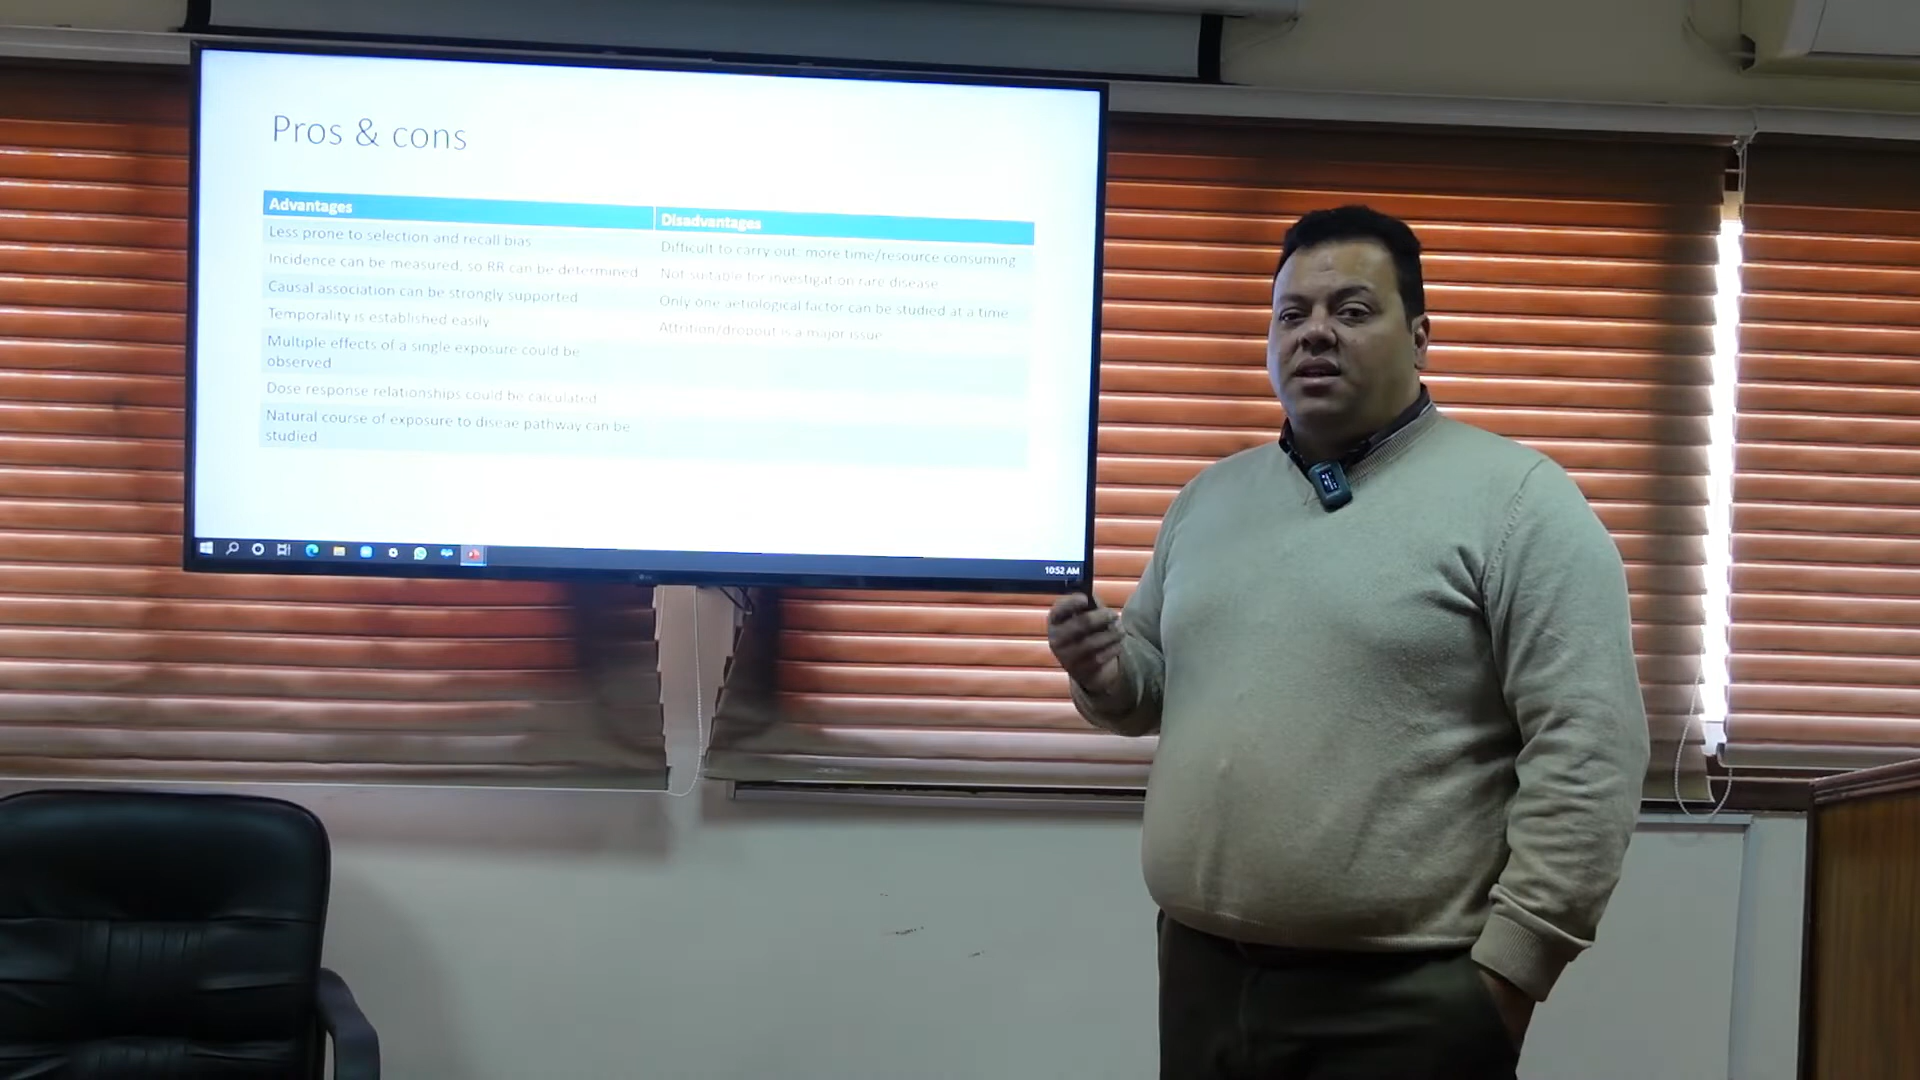 Pros & cons
Advantages
Disadvantages
Less prone to selection and recall bias
Difficult to carry out, more time/resource consuming
Incidence can be measured, so RR can be determined
Not suitable for investigation rare disease
Causal association can be strongly supported
Only one aetiological factor can be studied at a time
Temporality is established easily
Attrition/dropout is a major issue
Multiple effects of a single exposure could be
observed
Dose response relationships could be calculated
Natural course of exposure to diseae pathway can be
studied
10:52 AM
LG